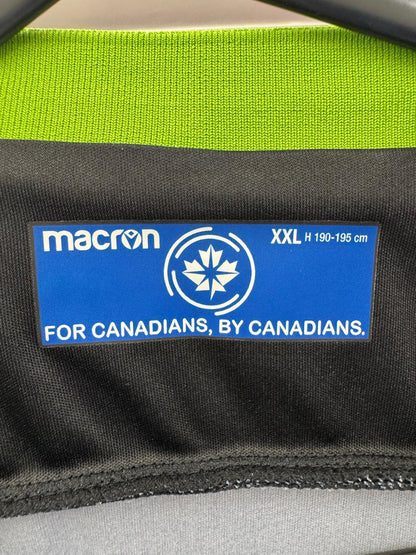 macron XXL H 190-195 cm
FOR CANADIANS, BY CANADIANS.